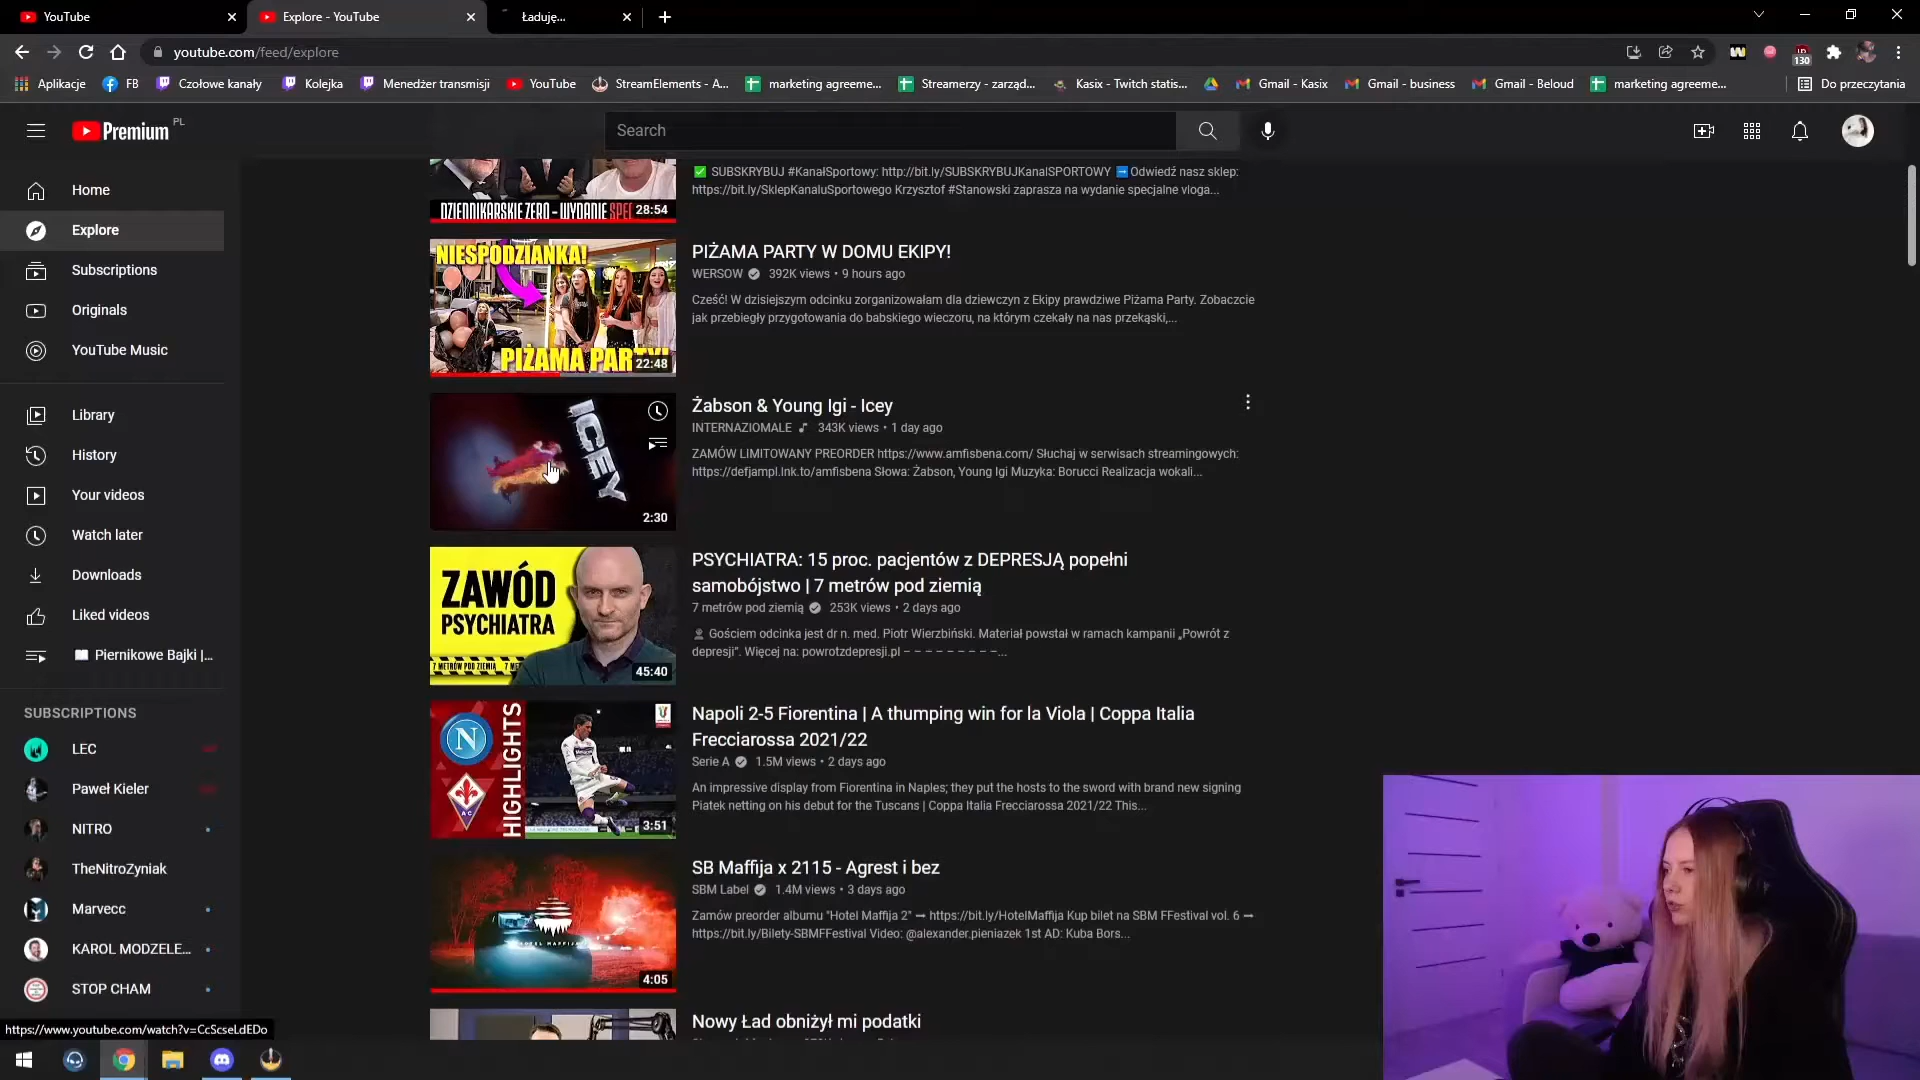 YouTube
Explore - YouTube
Ładuję...
youtube.com/feed/explore
130
Aplikacje
FB
Czołowe kanały
Kolejka
Menedżer transmisji
YouTube
StreamElements - A...
marketing agreeme...
Streamerzy - zarząd...
Kasix - Twitch statis...
Gmail - Kasix
Gmail - business
Gmail - Beloud
marketing agreeme...
Do przeczytania
Premium PL
Search
Home
Explore
Subscriptions
Originals
YouTube Music
Library
History
Your videos
Watch later
Downloads
Liked videos
Piernikowe Bajki |...
SUBSCRIPTIONS
LEC
Paweł Kieler
NITRO
TheNitroZyniak
Marvecc
KAROL MODZELE...
STOP CHAM
https://www.youtube.com/watch?v=CcScseLdEDo
DZIENNIKARSKIE ZERO - WYDANIE SPE
28:54
✅ SUBSKRYBUJ #KanałSportowy: http://bit.ly/SUBSKRYBUJKanalSPORTOWY ➡️Odwiedź nasz sklep:
https://bit.ly/SklepKanaluSportowego Krzysztof #Stanowski zaprasza na wydanie specjalne vloga...
NIESPODZIANKA!
PIŻAMA PARTY!
22:48
PIŻAMA PARTY W DOMU EKIPY!
WERSOW 392K views • 9 hours ago
Cześć! W dzisiejszym odcinku zorganizowałam dla dziewczyn z Ekipy prawdziwe Piżama Party. Zobaczcie
jak przebiegły przygotowania do babskiego wieczoru, na którym czekały na nas przekąski,...
ICEY
2:30
Żabson & Young Igi - Icey
INTERNAZIOMALE ♪ 343K views • 1 day ago
ZAMÓW LIMITOWANY PREORDER https://www.amfisbena.com/ Słuchaj w serwisach streamingowych:
https://defjampl.lnk.to/amfisbena Słowa: Żabson, Young Igi Muzyka: Borucci Realizacja wokali...
ZAWÓD
PSYCHIATRA
7 METRÓW POD ZIEMIĄ
45:40
PSYCHIATRA: 15 proc. pacjentów z DEPRESJĄ popełni
samobójstwo | 7 metrów pod ziemią
7 metrów pod ziemią 253K views • 2 days ago
Gościem odcinka jest dr n. med. Piotr Wierzbiński. Materiał powstał w ramach kampanii „Powrót z
depresji”. Więcej na: powrotzdepresji.pl – – – – – – – – –...
N
HIGHLIGHTS
3:51
Napoli 2-5 Fiorentina | A thumping win for la Viola | Coppa Italia
Frecciarossa 2021/22
Serie A 1.5M views • 2 days ago
An impressive display from Fiorentina in Naples; they put the hosts to the sword with brand new signing
Piatek netting on his debut for the Tuscans | Coppa Italia Frecciarossa 2021/22 This...
HOTEL MAFFIJA
4:05
SB Maffija x 2115 - Agrest i bez
SBM Label 1.4M views • 3 days ago
Zamów preorder albumu "Hotel Maffija 2" ➞ https://bit.ly/HotelMaffija Kup bilet na SBM FFestival vol. 6 ➞
https://bit.ly/Bilety-SBMFFestival Video: @alexander.pieniazek 1st AD: Kuba Bors...
Nowy Ład obniżył mi podatki